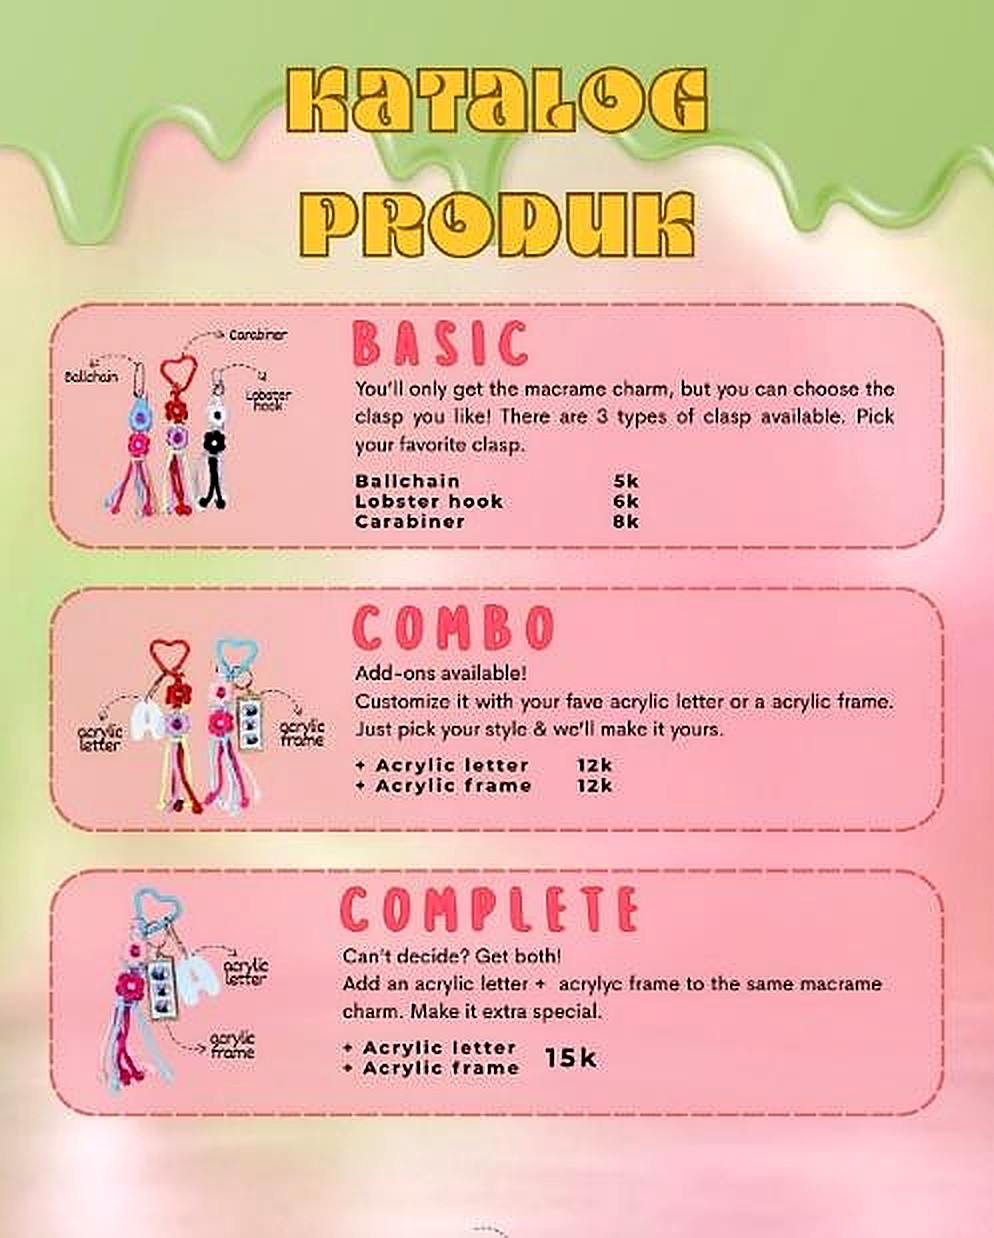 KATALOG
PRODUK
Carabiner
Ballchain
Lobster
hook
BASIC
You'll only get the macrame charm, but you can choose the
clasp you like! There are 3 types of clasp available. Pick
your favorite clasp.
Ballchain 5k
Lobster hook 6k
Carabiner 8k
COMBO
Add-ons available!
Customize it with your fave acrylic letter or a acrylic frame.
Just pick your style & we'll make it yours.
+ Acrylic letter 12k
+ Acrylic frame 12k
acrylic
letter
acrylic
frame
A
COMPLETE
Can't decide? Get both!
Add an acrylic letter + acrylyc frame to the same macrame
charm. Make it extra special.
+ Acrylic letter
+ Acrylic frame
15k
acrylic
letter
acrylic
frame
A